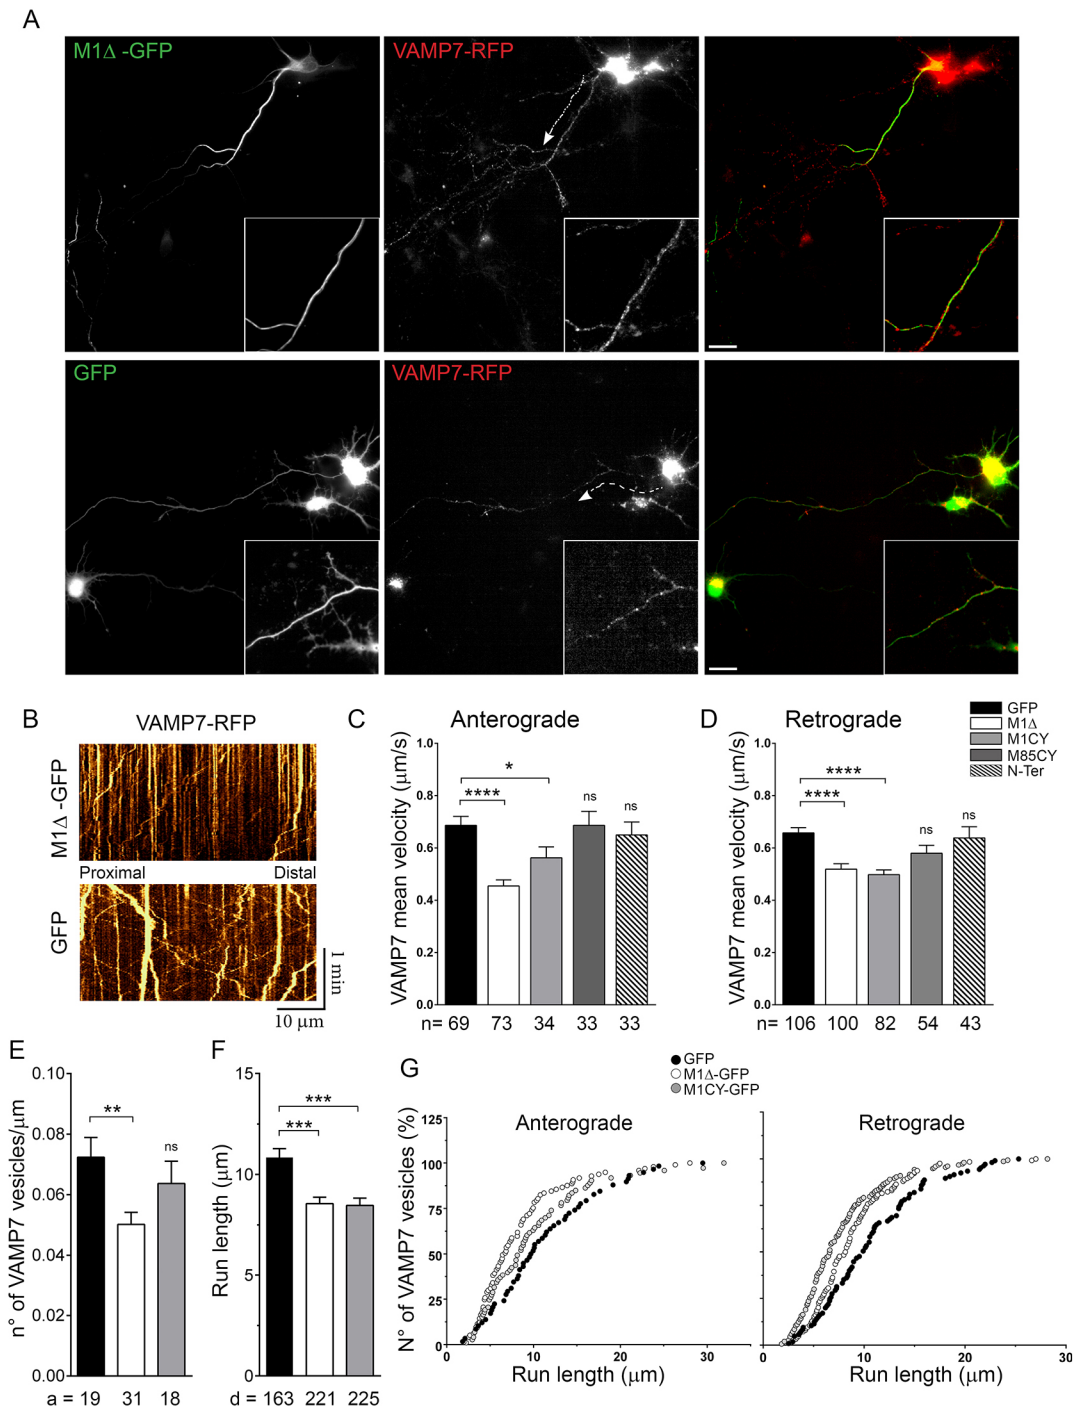 A
M1Δ -GFP
VAMP7-RFP
GFP
VAMP7-RFP
B
VAMP7-RFP
M1Δ -GFP
Proximal
Distal
GFP
1 min
10 μm
C
Anterograde
VAMP7 mean velocity (μm/s)
1.0
0.8
0.6
0.4
0.2
0.0
*
****
ns
ns
n= 69 73 34 33 33
D
Retrograde
GFP
M1Δ
M1CY
M85CY
N-Ter
VAMP7 mean velocity (μm/s)
1.0
0.8
0.6
0.4
0.2
0.0
****
****
ns
ns
n= 106 100 82 54 43
E
n° of VAMP7 vesicles/μm
0.10
0.08
0.06
0.04
0.02
0.00
**
ns
a = 19 31 18
F
Run length (μm)
15
10
5
0
***
***
d = 163 221 225
G
GFP
M1Δ-GFP
M1CY-GFP
N° of VAMP7 vesicles (%)
125
100
75
50
25
0
Anterograde
0 10 20 30
Run length (μm)
Retrograde
0 10 20 30
Run length (μm)